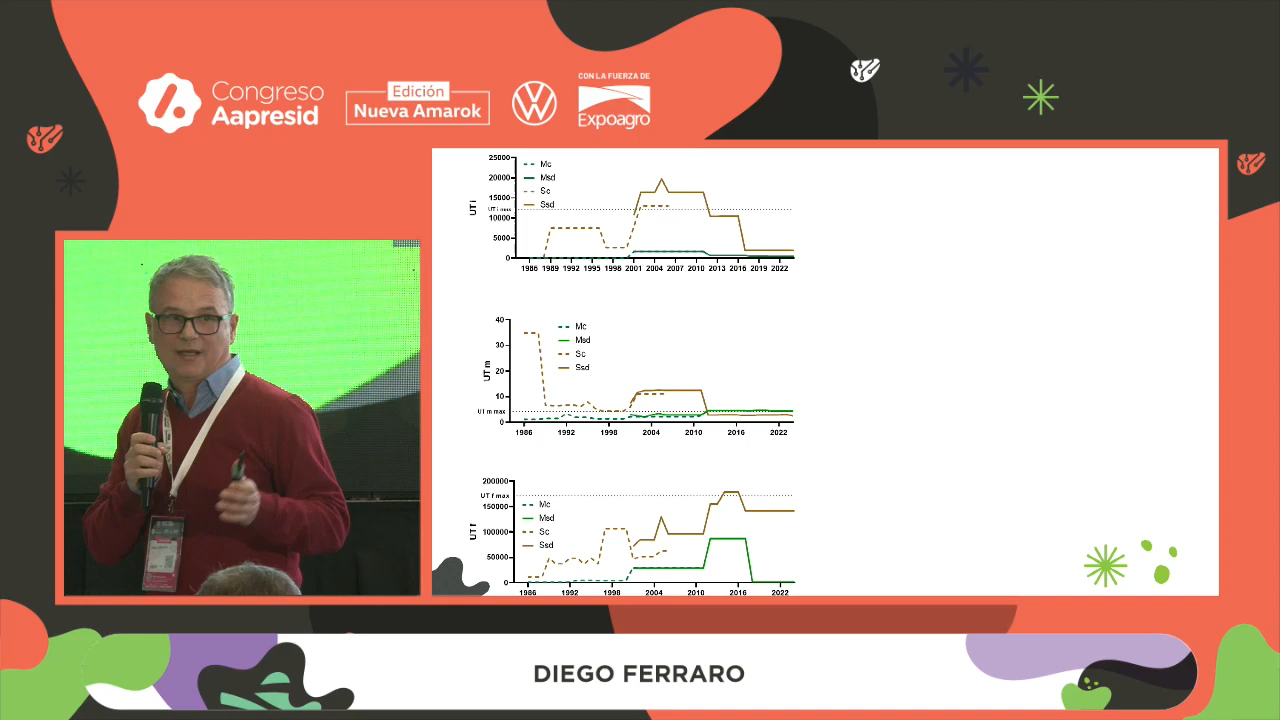 Congreso
Aapresid
Edición
Nueva Amarok
CON LA FUERZA DE
Expoagro
UT i
25000
20000
15000
UT i max
10000
5000
0
Mc
Msd
Sc
Ssd
1986 1989 1992 1995 1998 2001 2004 2007 2010 2013 2016 2019 2022
UT m
40
30
20
10
UT m max
0
Mc
Msd
Sc
Ssd
1986 1992 1998 2004 2010 2016 2022
UT f
200000
UT f max
150000
100000
50000
0
Mc
Msd
Sc
Ssd
1986 1992 1998 2004 2010 2016 2022
DIEGO FERRARO